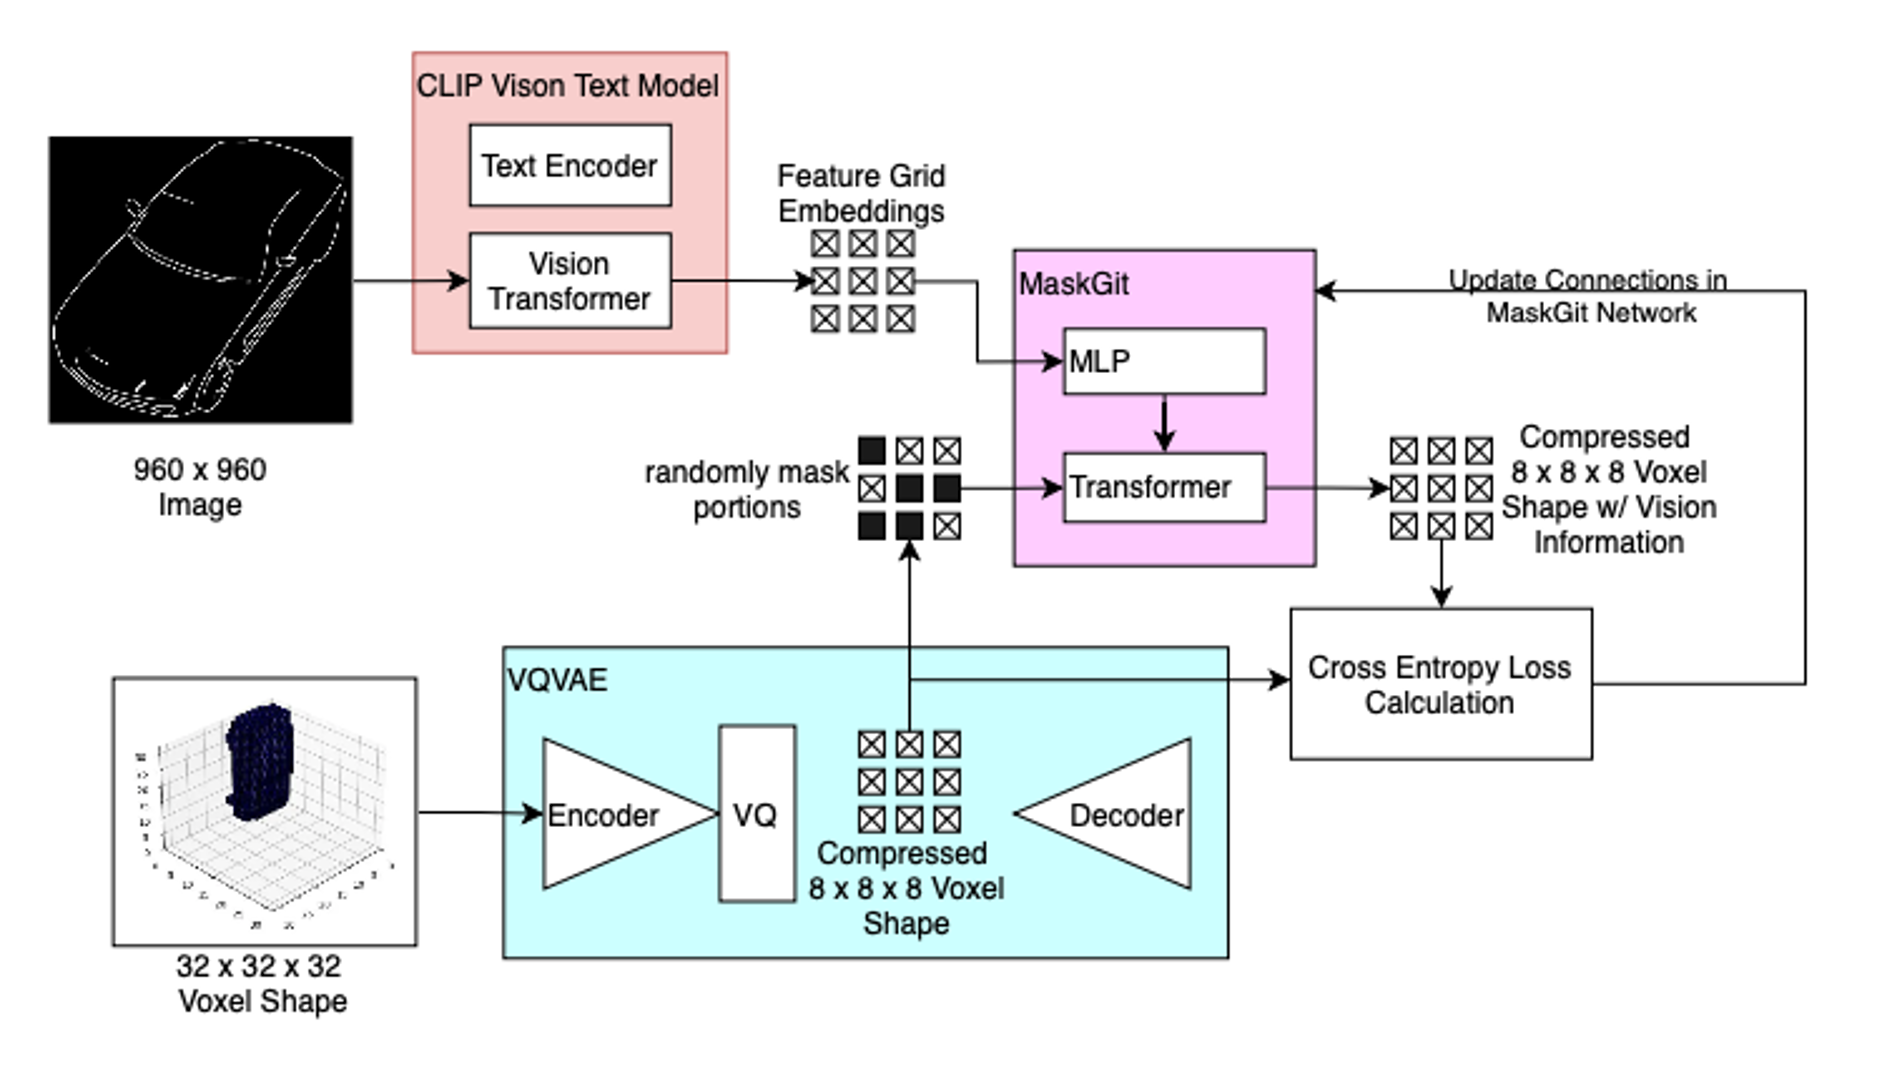 CLIP Vison Text Model
Text Encoder
Vision
Transformer
960 x 960
Image
Feature Grid
Embeddings
MaskGit
MLP
Transformer
Update Connections in
MaskGit Network
randomly mask
portions
Compressed
8 x 8 x 8 Voxel
Shape w/ Vision
Information
Cross Entropy Loss
Calculation
VQVAE
Encoder
VQ
Compressed
8 x 8 x 8 Voxel
Shape
Decoder
32 x 32 x 32
Voxel Shape